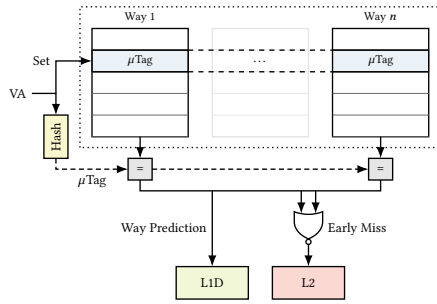 Way 1
Way n
Set
μTag
...
μTag
VA
Hash
=
=
μTag
Way Prediction
Early Miss
L1D
L2